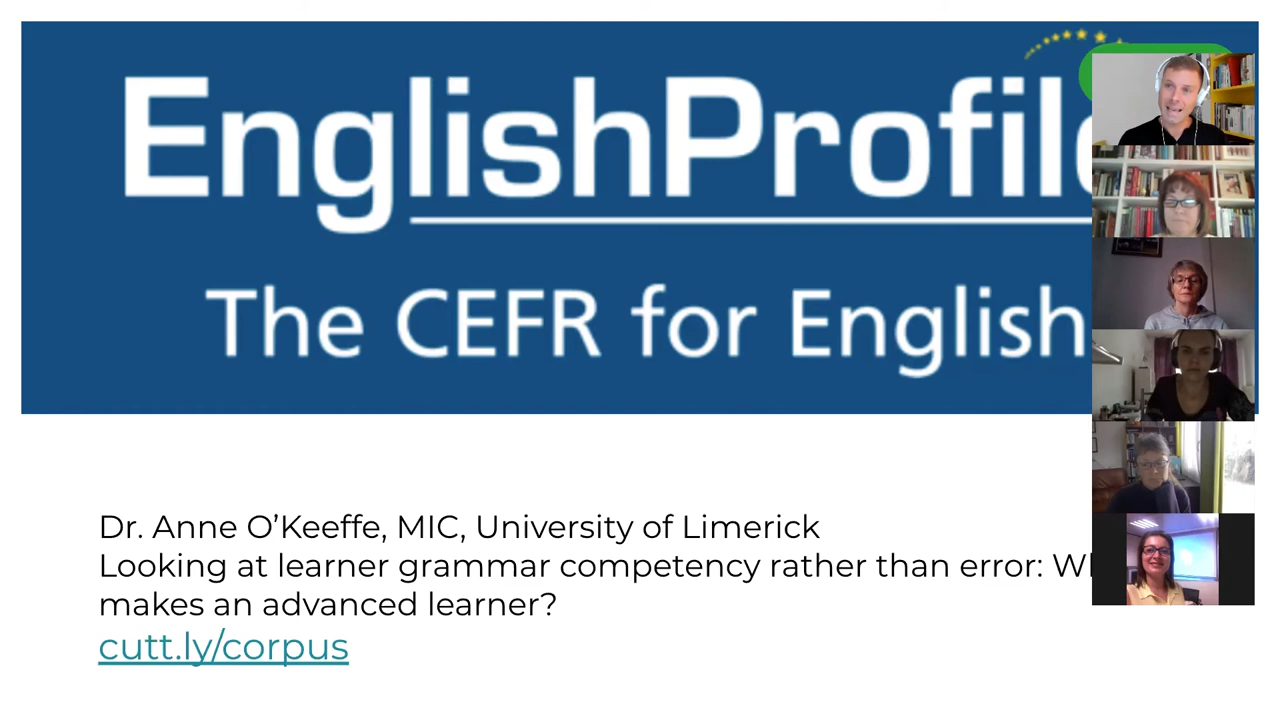 EnglishProfile
The CEFR for English
Dr. Anne O’Keeffe, MIC, University of Limerick
Looking at learner grammar competency rather than error:
makes an advanced learner?
cutt.ly/corpus